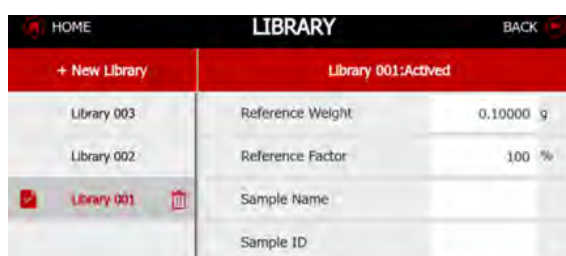 HOME LIBRARY BACK
+ New Library Library 001:Actived
Library 003 Reference Weight 0.10000 g
Library 002 Reference Factor 100 %
Library 001 Sample Name
Sample ID